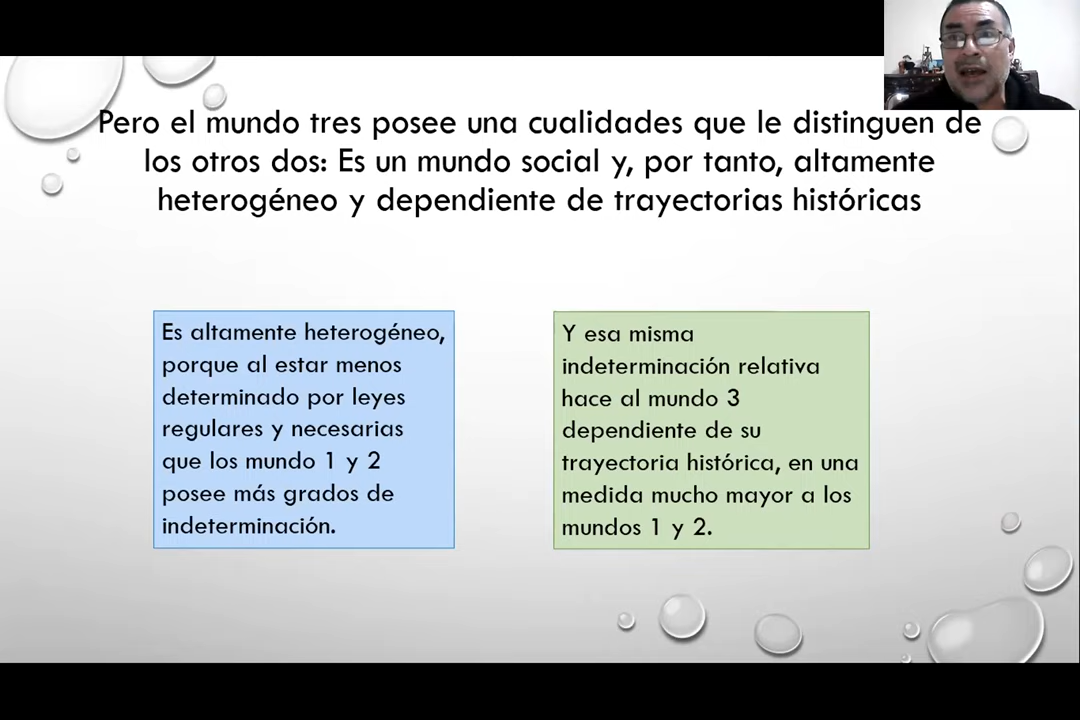 Pero el mundo tres posee una cualidades que le distinguen de
los otros dos: Es un mundo social y, por tanto, altamente
heterogéneo y dependiente de trayectorias históricas
Es altamente heterogéneo,
porque al estar menos
determinado por leyes
regulares y necesarias
que los mundo 1 y 2
posee más grados de
indeterminación.
Y esa misma
indeterminación relativa
hace al mundo 3
dependiente de su
trayectoria histórica, en una
medida mucho mayor a los
mundos 1 y 2.